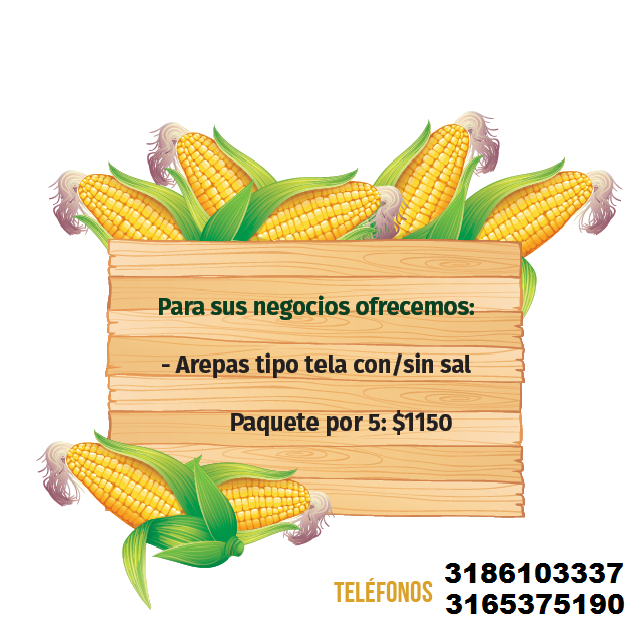 Para sus negocios ofrecemos:
- Arepas tipo tela con/sin sal
Paquete por 5: $1150
TELÉFONOS
3186103337
3165375190